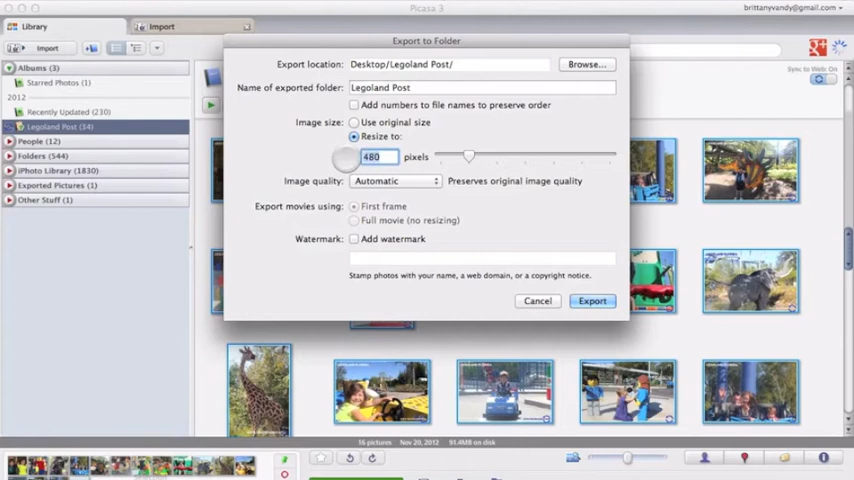 Picasa 3
brittanyvandy@gmail.com
Library
Import
Import
Export to Folder
Export location: Desktop/Legoland Post/ Browse...
Name of exported folder: Legoland Post
Add numbers to file names to preserve order
Image size: Use original size
Resize to:
480 pixels
Image quality: Automatic Preserves original image quality
Export movies using: First frame
Full movie (no resizing)
Watermark: Add watermark
Stamp photos with your name, a web domain, or a copyright notice.
Cancel Export
Sync to Web: On
Albums (3)
Starred Photos (1)
2012
Recently Updated (230)
Legoland Post (34)
People (12)
Folders (544)
iPhoto Library (1830)
Exported Pictures (1)
Other Stuff (1)
16 pictures Nov 20, 2012 91.4MB on disk